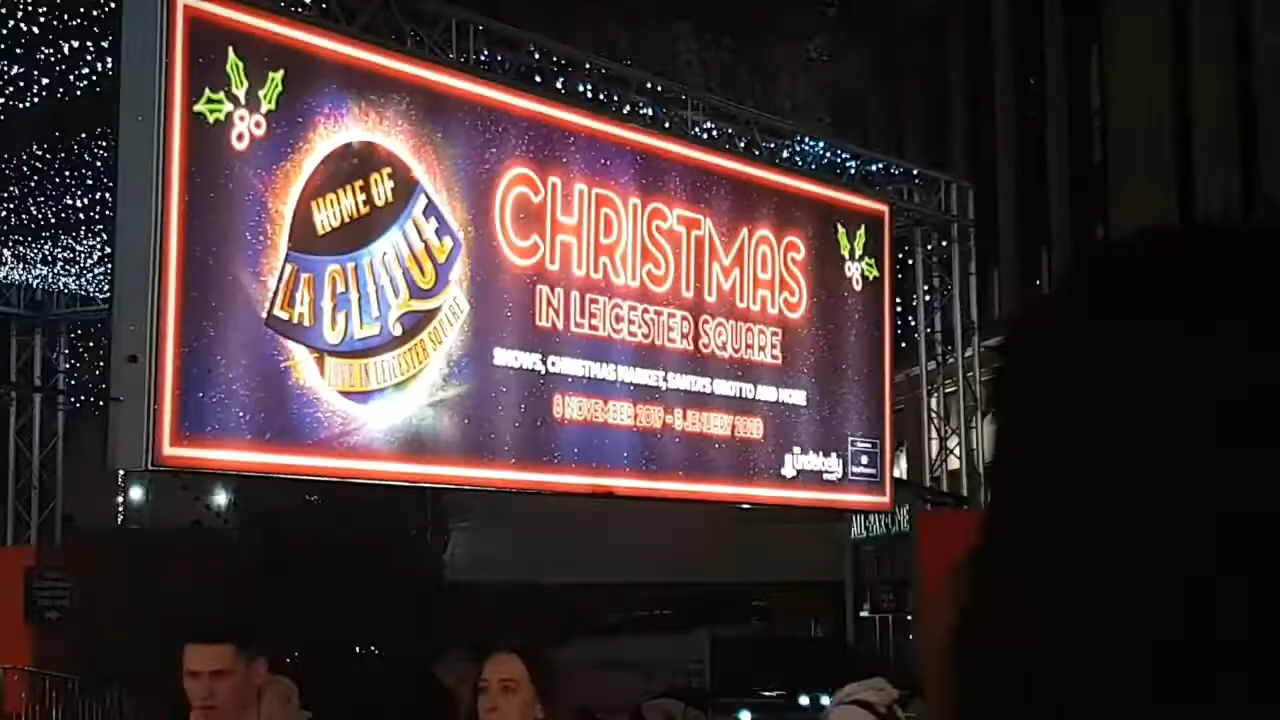 HOME OF
LA CLIQUE
LIVE IN LEICESTER SQUARE
CHRISTMAS
IN LEICESTER SQUARE
SHOWS, CHRISTMAS MARKET, SANTA'S GROTTO AND MORE
8 NOVEMBER 2019 - 5 JANUARY 2020
underbelly
ALL·BAR·ONE